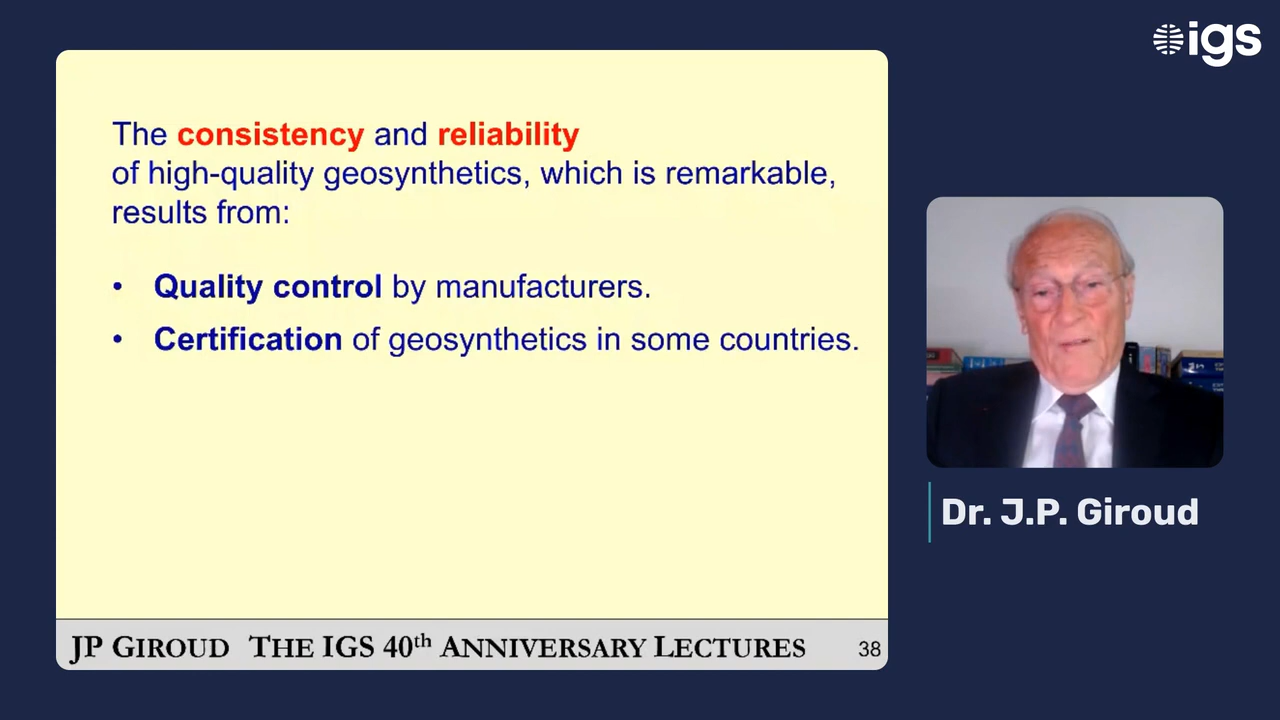 igs
The consistency and reliability
of high-quality geosynthetics, which is remarkable,
results from:
• Quality control by manufacturers.
• Certification of geosynthetics in some countries.
Dr. J.P. Giroud
JP GIROUD THE IGS 40th ANNIVERSARY LECTURES 38